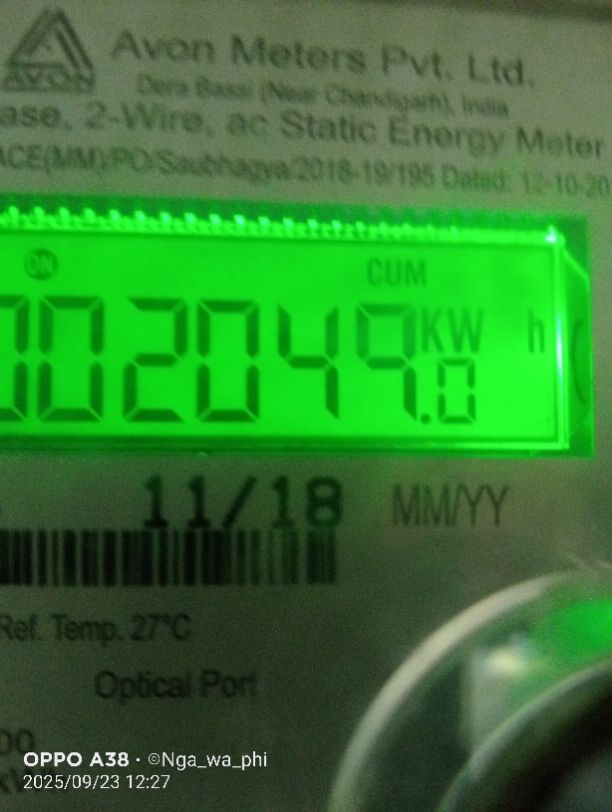 AVON
Avon Meters Pvt. Ltd.
Dera Bassi (Near Chandigarh), India
ase, 2-Wire, ac Static Energy Meter
ACE(MM)/PO/Saubhagya/2018-19/195 Dated: 12-10-20
ON CUM
002049.0 KW h
11/18 MM/YY
Ref. Temp. 27°C
Optical Port
00
OPPO A38 · ©Nga_wa_phi
2025/09/23 12:27